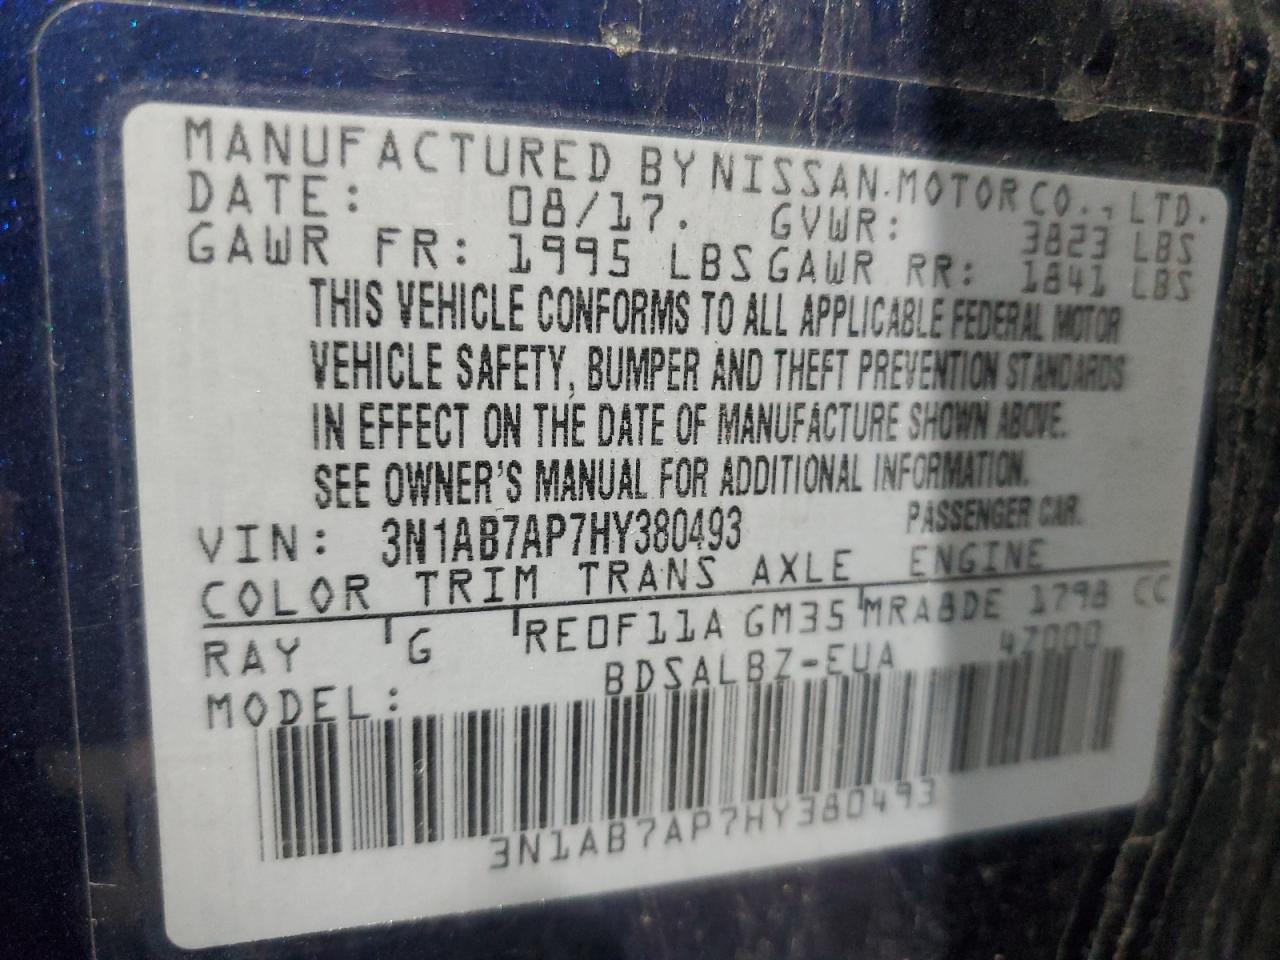 MANUFACTURED BY NISSAN MOTOR CO., LTD.
DATE: 08/17. GVWR: 3823 LBS
GAWR FR: 1995 LBS GAWR RR: 1841 LBS
THIS VEHICLE CONFORMS TO ALL APPLICABLE FEDERAL MOTOR
VEHICLE SAFETY, BUMPER AND THEFT PREVENTION STANDARDS
IN EFFECT ON THE DATE OF MANUFACTURE SHOWN ABOVE.
SEE OWNER'S MANUAL FOR ADDITIONAL INFORMATION.
VIN: 3N1AB7AP7HY380493 PASSENGER CAR.
COLOR TRIM TRANS AXLE ENGINE
RAY G RE0F11A GM35 MRA8DE 1798 CC
MODEL: BDSALBZ-EUA 4Z000
3N1AB7AP7HY380493